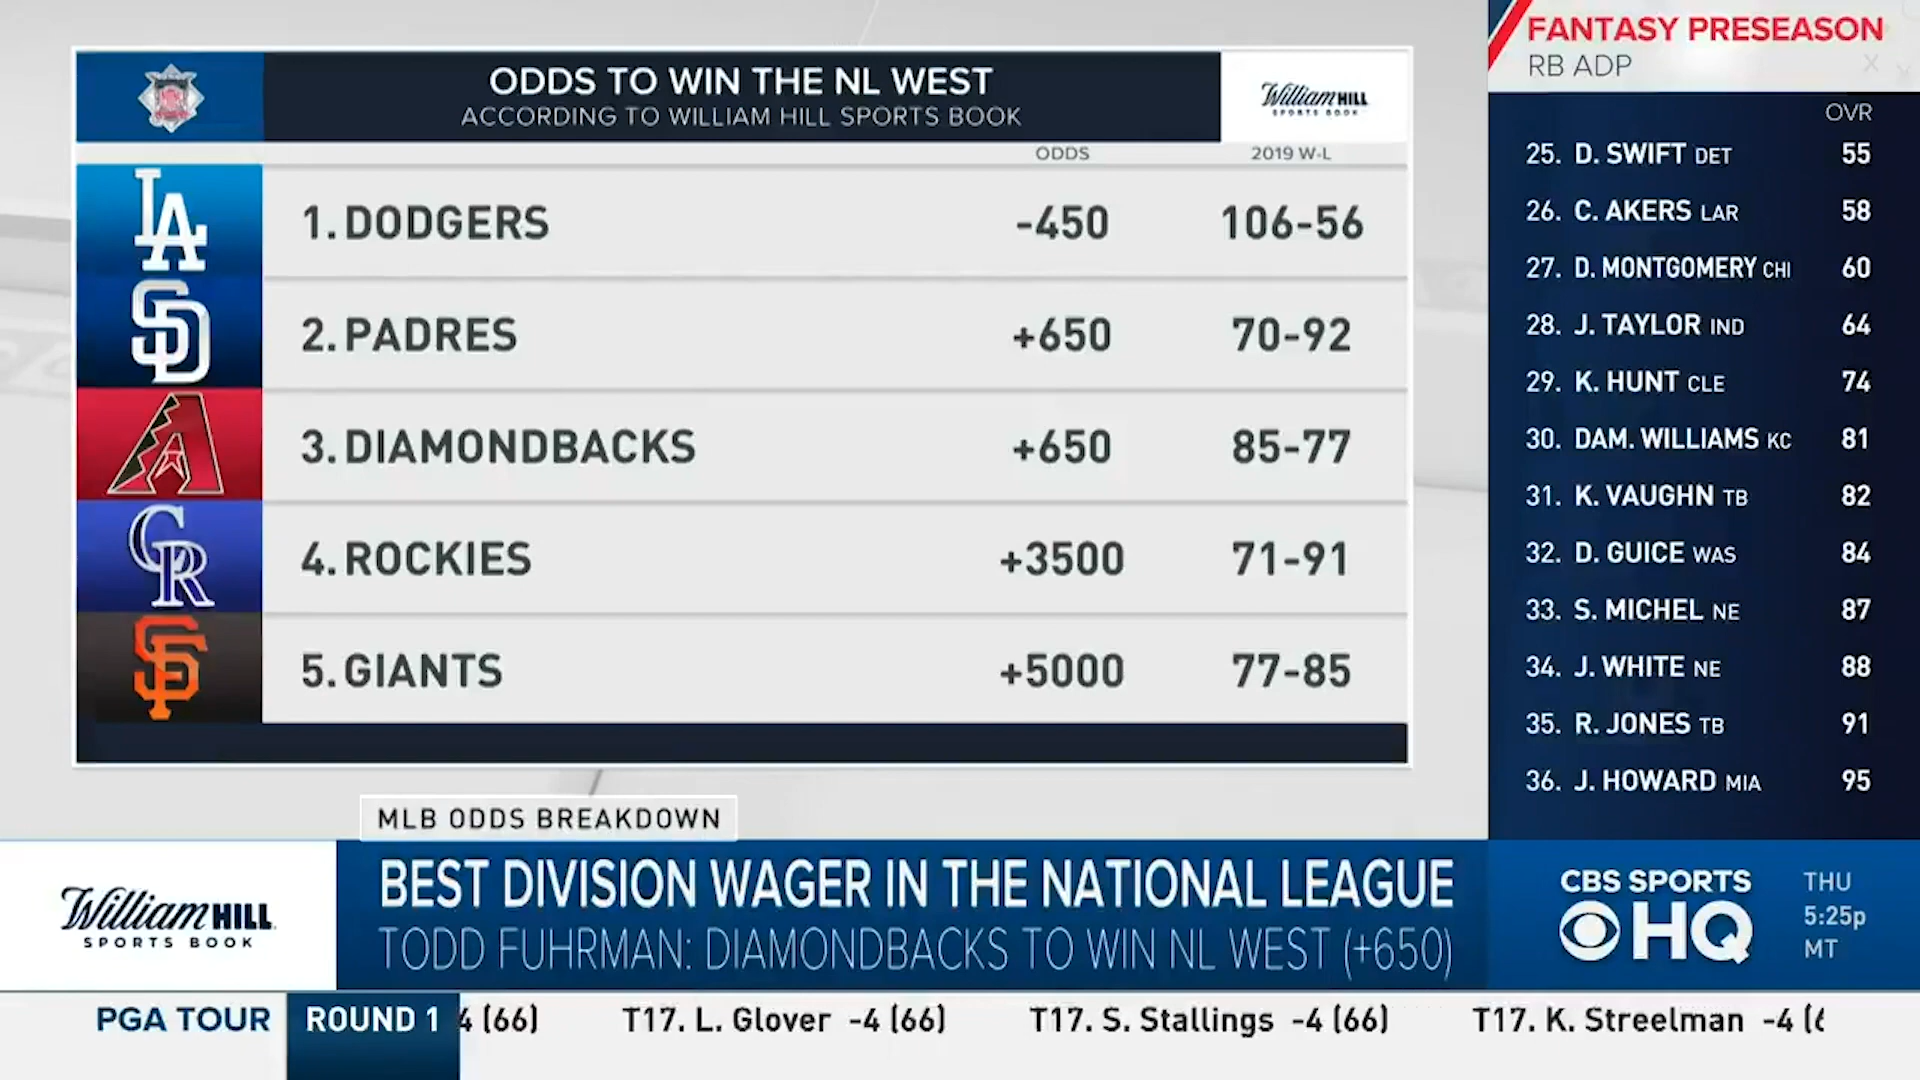 ODDS TO WIN THE NL WEST
ACCORDING TO WILLIAM HILL SPORTS BOOK
William HILL
SPORTS BOOK
ODDS 2019 W-L
LA 1. DODGERS -450 106-56
SD 2. PADRES +650 70-92
A 3. DIAMONDBACKS +650 85-77
CR 4. ROCKIES +3500 71-91
SF 5. GIANTS +5000 77-85
FANTASY PRESEASON
RB ADP
OVR
25. D. SWIFT DET 55
26. C. AKERS LAR 58
27. D. MONTGOMERY CHI 60
28. J. TAYLOR IND 64
29. K. HUNT CLE 74
30. DAM. WILLIAMS KC 81
31. K. VAUGHN TB 82
32. D. GUICE WAS 84
33. S. MICHEL NE 87
34. J. WHITE NE 88
35. R. JONES TB 91
36. J. HOWARD MIA 95
MLB ODDS BREAKDOWN
William HILL
SPORTS BOOK
BEST DIVISION WAGER IN THE NATIONAL LEAGUE
TODD FUHRMAN: DIAMONDBACKS TO WIN NL WEST (+650)
CBS SPORTS
HQ
THU
5:25p
MT
PGA TOUR ROUND 1 4 (66) T17. L. Glover -4 (66) T17. S. Stallings -4 (66) T17. K. Streelman -4 (